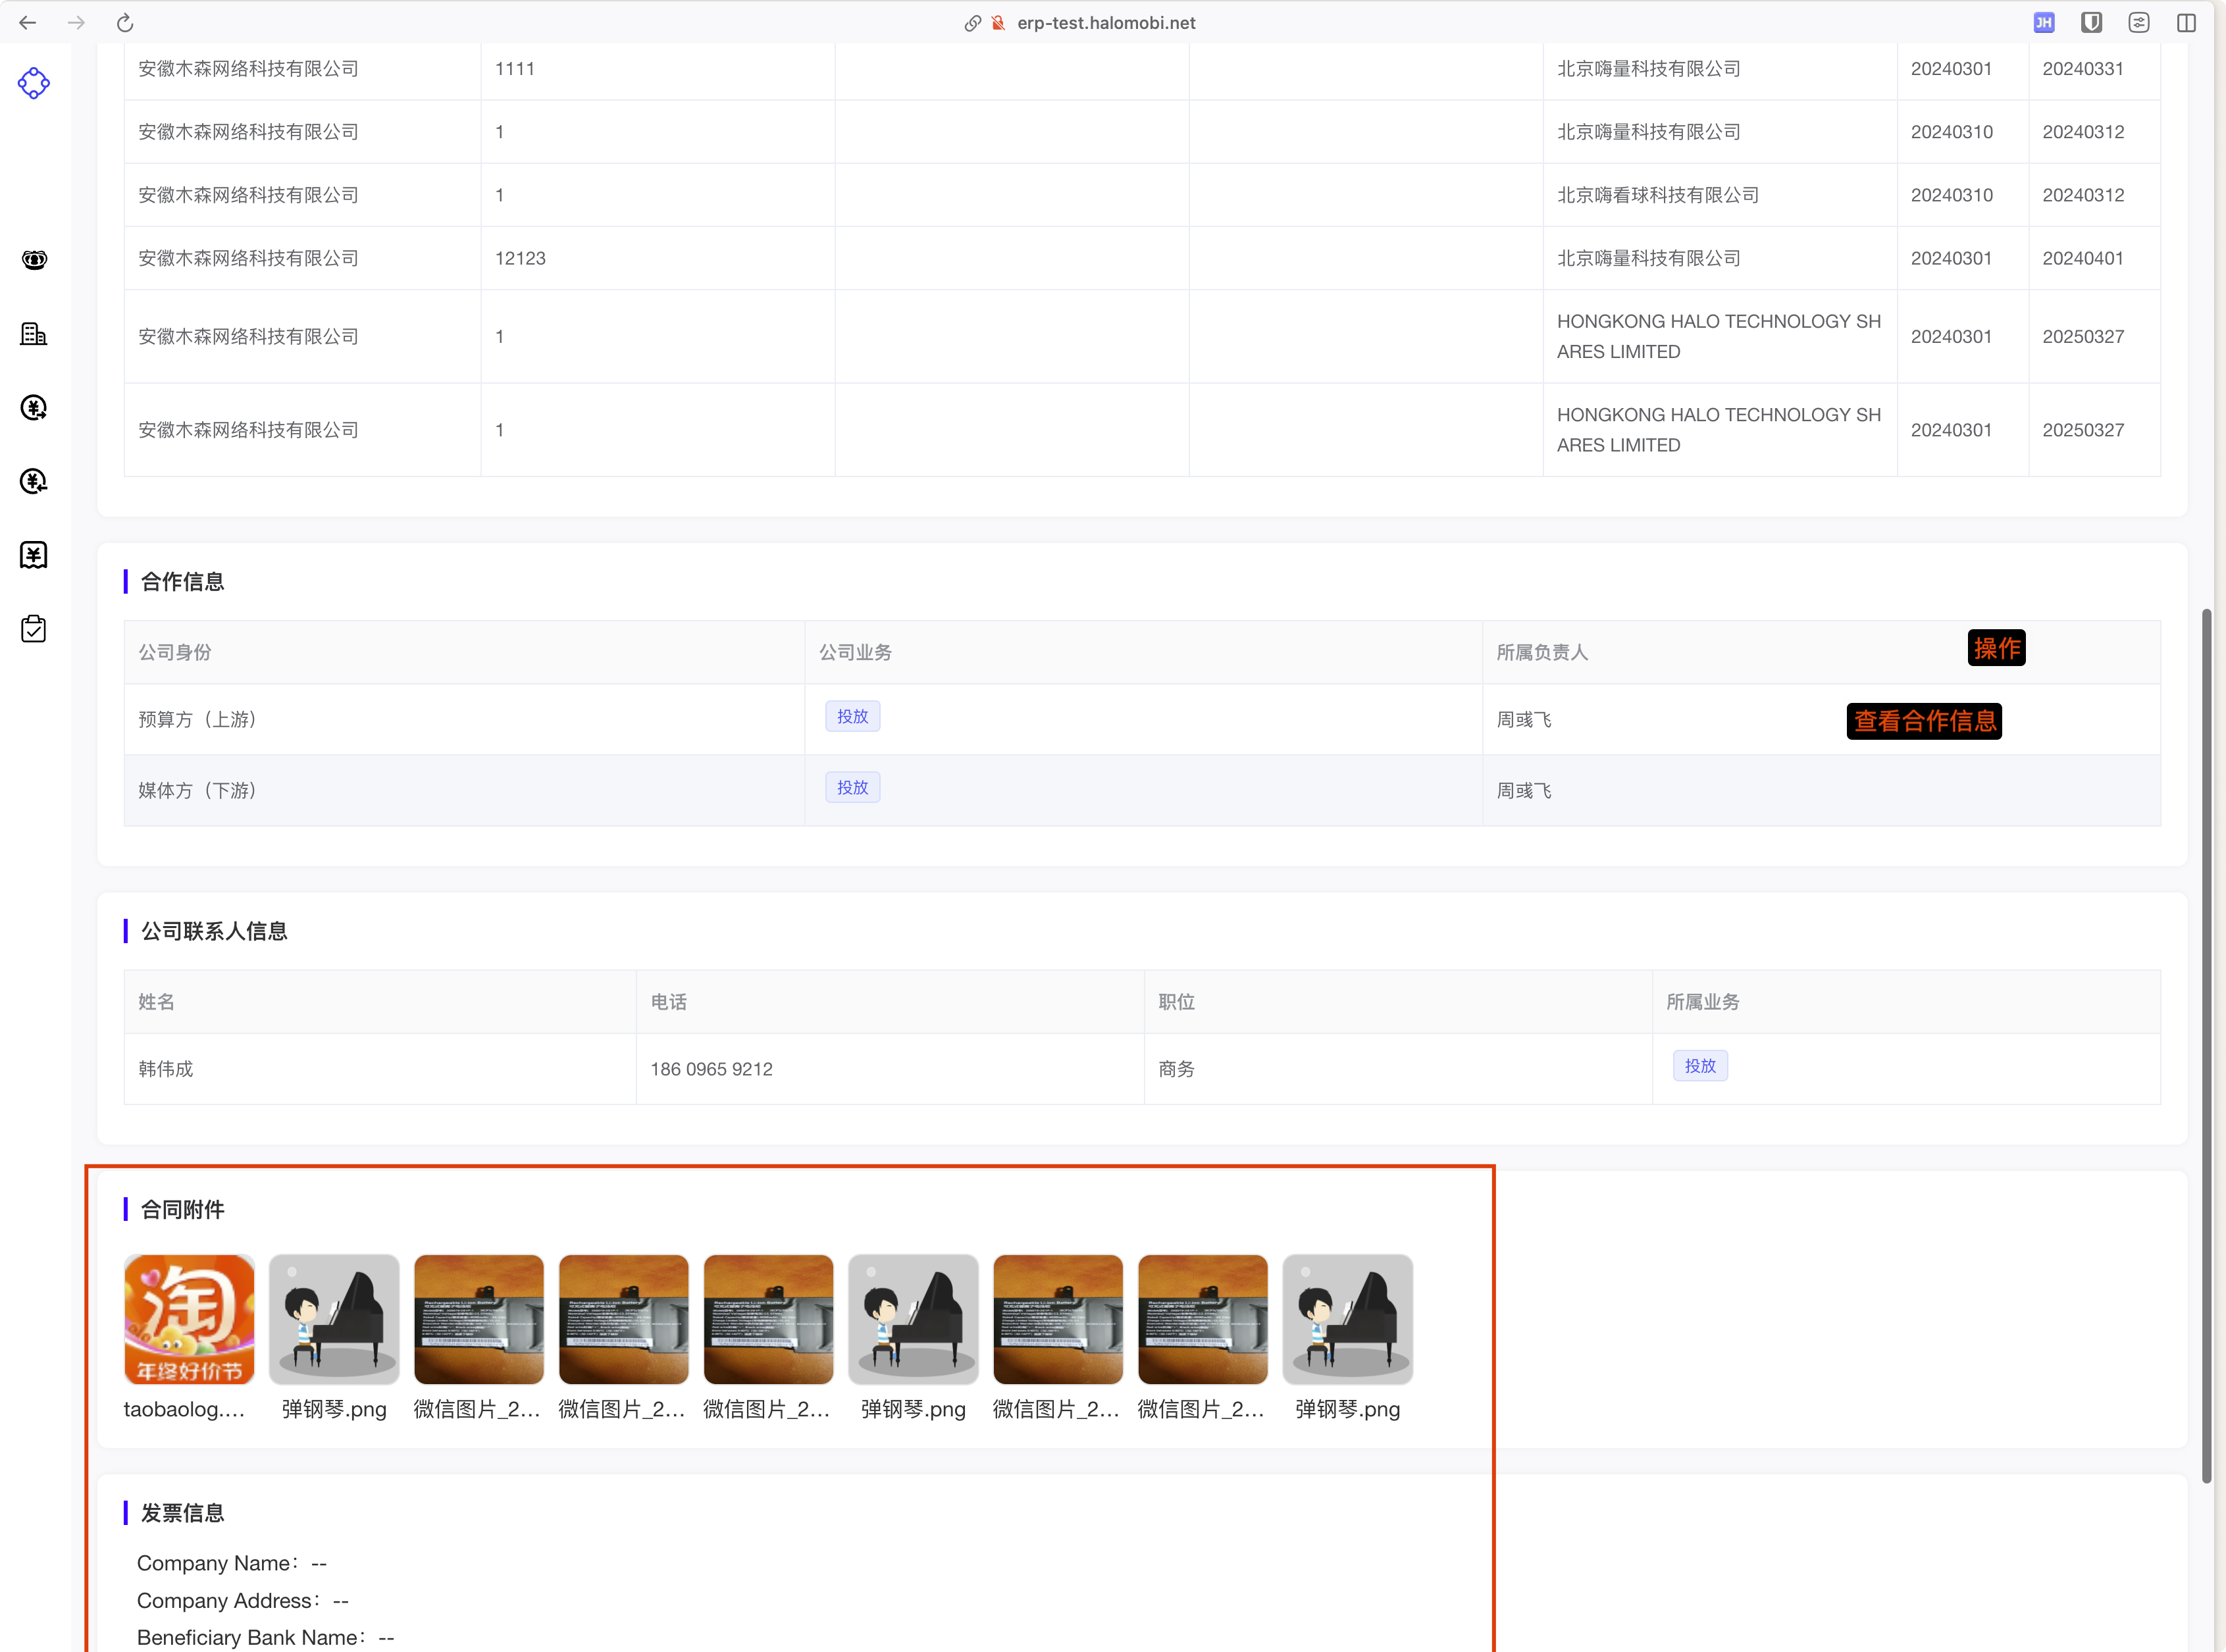 JH
erp-test.halomobi.net
安徽木森网络科技有限公司 1111 北京嗨量科技有限公司 20240301 20240331
安徽木森网络科技有限公司 1 北京嗨量科技有限公司 20240310 20240312
安徽木森网络科技有限公司 1 北京嗨看球科技有限公司 20240310 20240312
安徽木森网络科技有限公司 12123 北京嗨量科技有限公司 20240301 20240401
安徽木森网络科技有限公司 1 HONGKONG HALO TECHNOLOGY SH
ARES LIMITED 20240301 20250327
安徽木森网络科技有限公司 1 HONGKONG HALO TECHNOLOGY SH
ARES LIMITED 20240301 20250327
合作信息
公司身份 公司业务 所属负责人 操作
预算方（上游） 投放 周彧飞 查看合作信息
媒体方（下游） 投放 周彧飞
公司联系人信息
姓名 电话 职位 所属业务
韩伟成 186 0965 9212 商务 投放
合同附件
淘
年终好价节
taobaolog.... 弹钢琴.png 微信图片_2... 微信图片_2... 微信图片_2... 弹钢琴.png 微信图片_2... 微信图片_2... 弹钢琴.png
发票信息
Company Name：--
Company Address：--
Beneficiary Bank Name：--